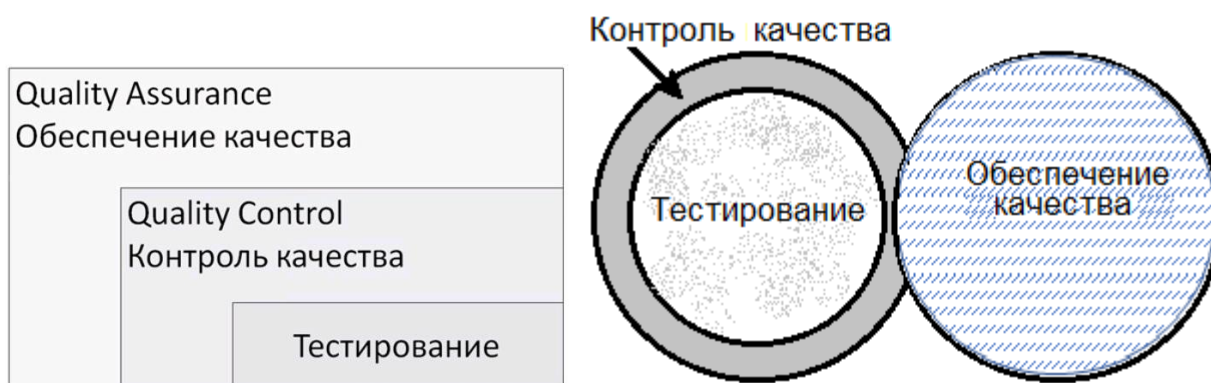 Quality Assurance
Обеспечение качества
Quality Control
Контроль качества
Тестирование
Контроль качества
Тестирование
Обеспечение
качества